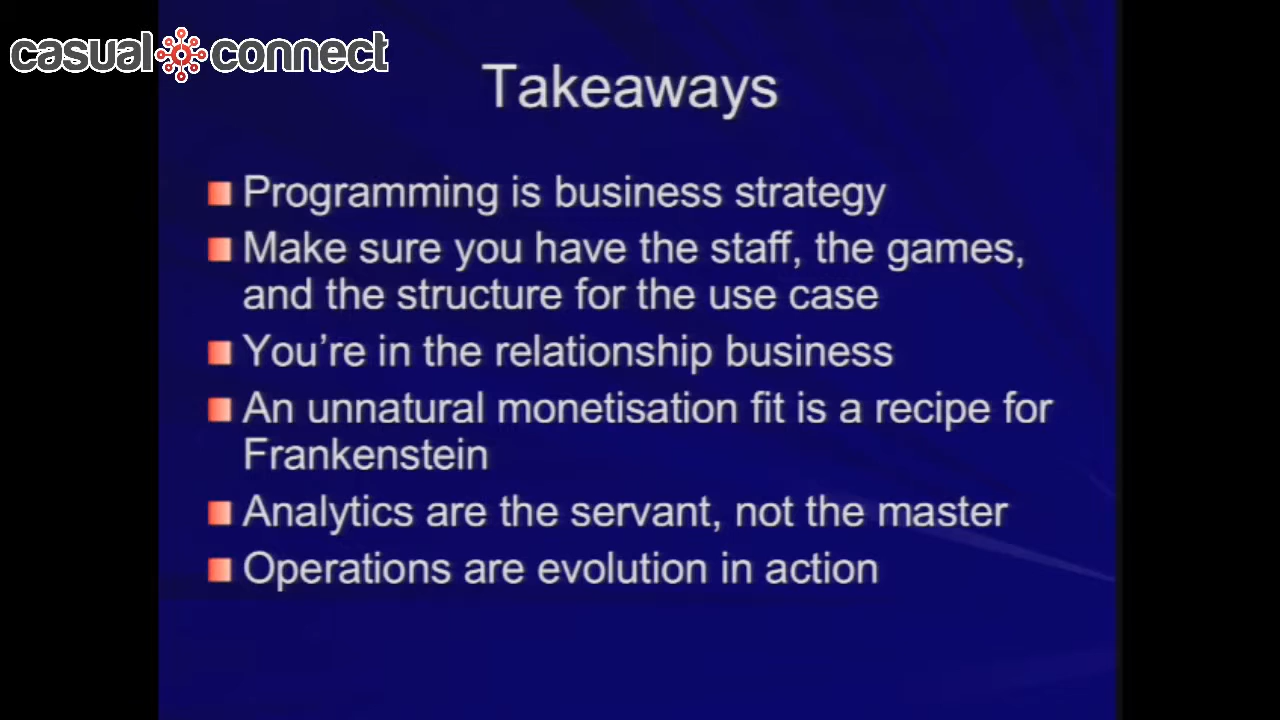 casual connect
Takeaways
Programming is business strategy
Make sure you have the staff, the games,
and the structure for the use case
You’re in the relationship business
An unnatural monetisation fit is a recipe for
Frankenstein
Analytics are the servant, not the master
Operations are evolution in action